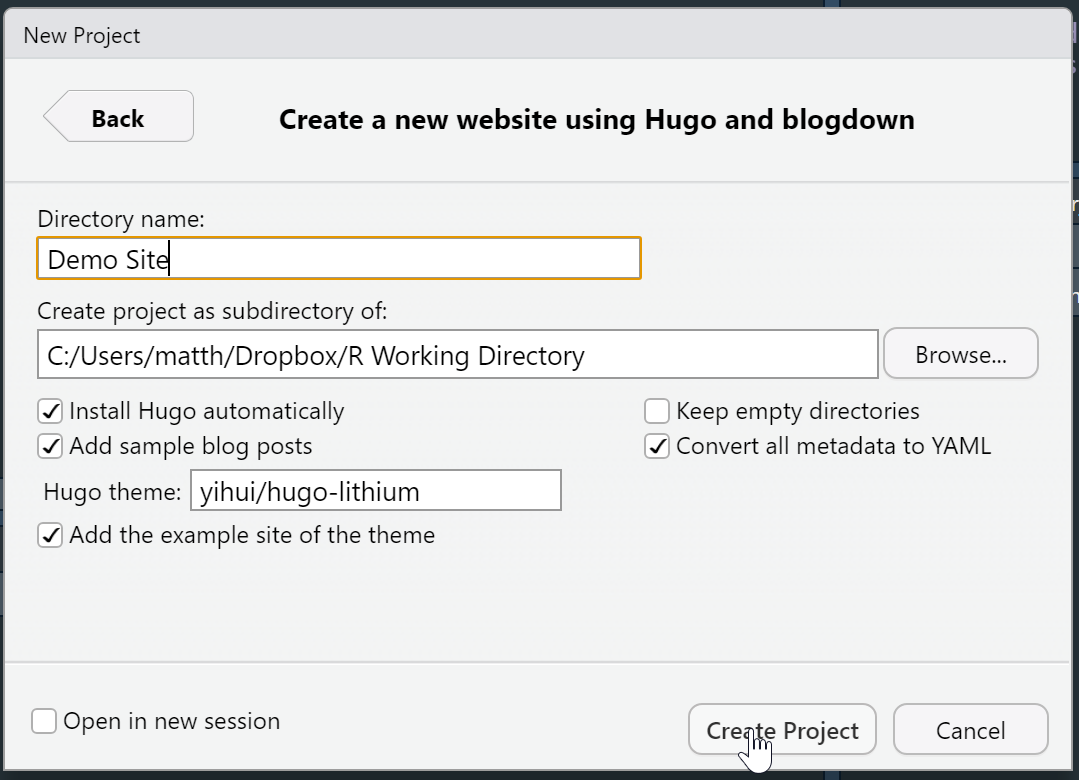 New Project
Back
Create a new website using Hugo and blogdown
Directory name:
Demo Site
Create project as subdirectory of:
C:/Users/matth/Dropbox/R Working Directory
Browse...
Install Hugo automatically
Keep empty directories
Add sample blog posts
Convert all metadata to YAML
Hugo theme: yihui/hugo-lithium
Add the example site of the theme
Open in new session
Create Project
Cancel